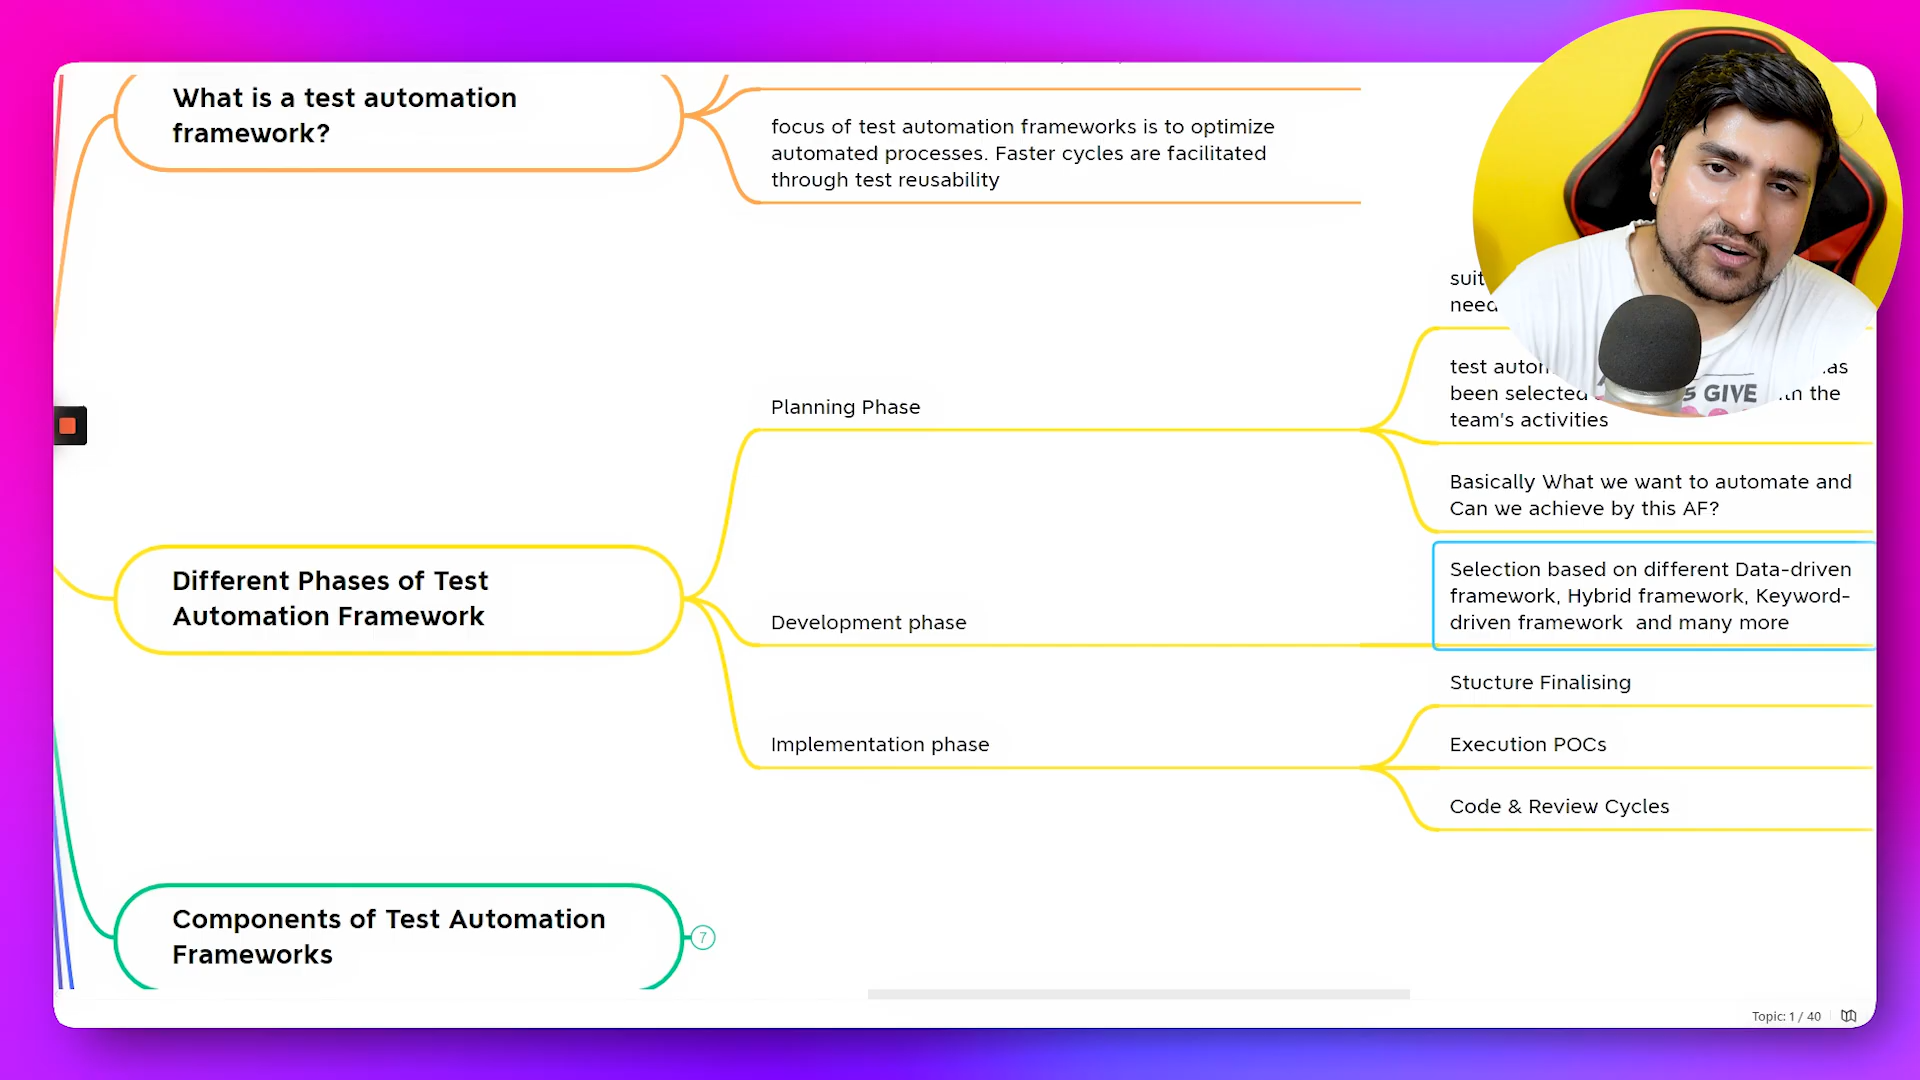 What is a test automation
framework?
focus of test automation frameworks is to optimize
automated processes. Faster cycles are facilitated
through test reusability
Different Phases of Test
Automation Framework
Planning Phase
test
been selected
the
team's activities
Basically What we want to automate and
Can we achieve by this AF?
Development phase
Selection based on different Data-driven
framework, Hybrid framework, Keyword-
driven framework and many more
Implementation phase
Stucture Finalising
Execution POCs
Code & Review Cycles
Components of Test Automation
Frameworks
7
GIVE
Topic: 1 / 40